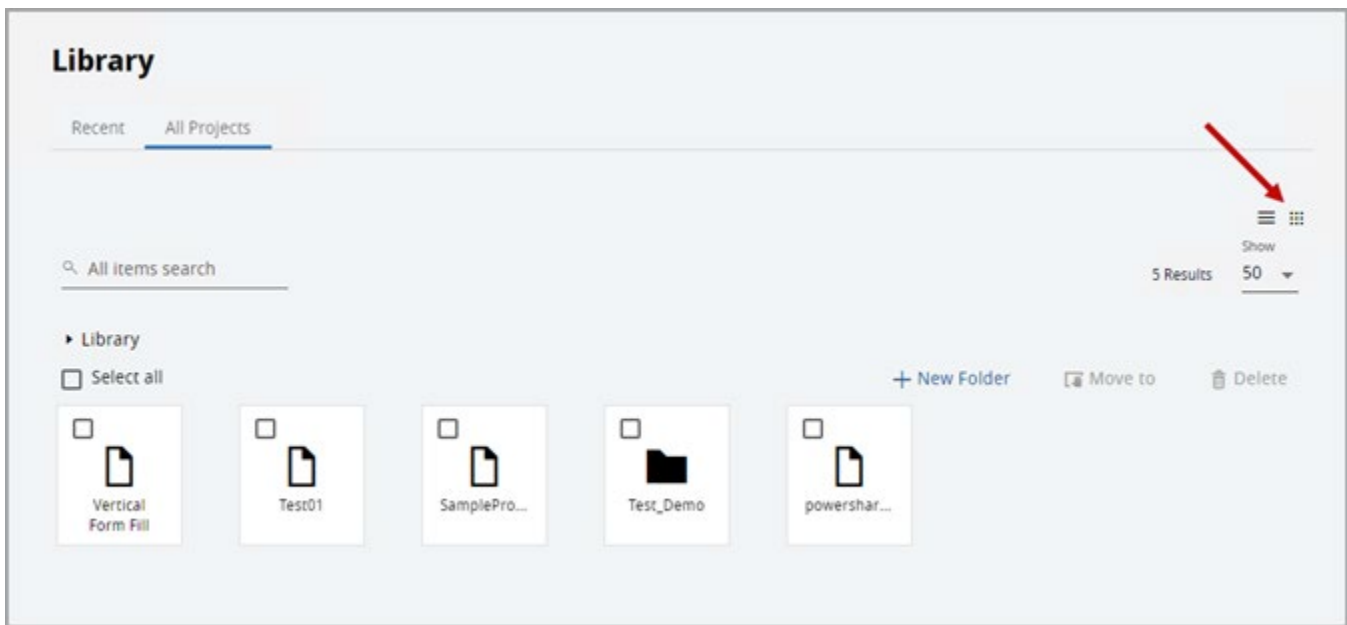 Library
Recent All Projects
Show
All items search 5 Results 50
Library
Select all New Folder Move to Delete
Vertical
Form Fill
Test01
SamplePro...
Test_Demo
powershar...